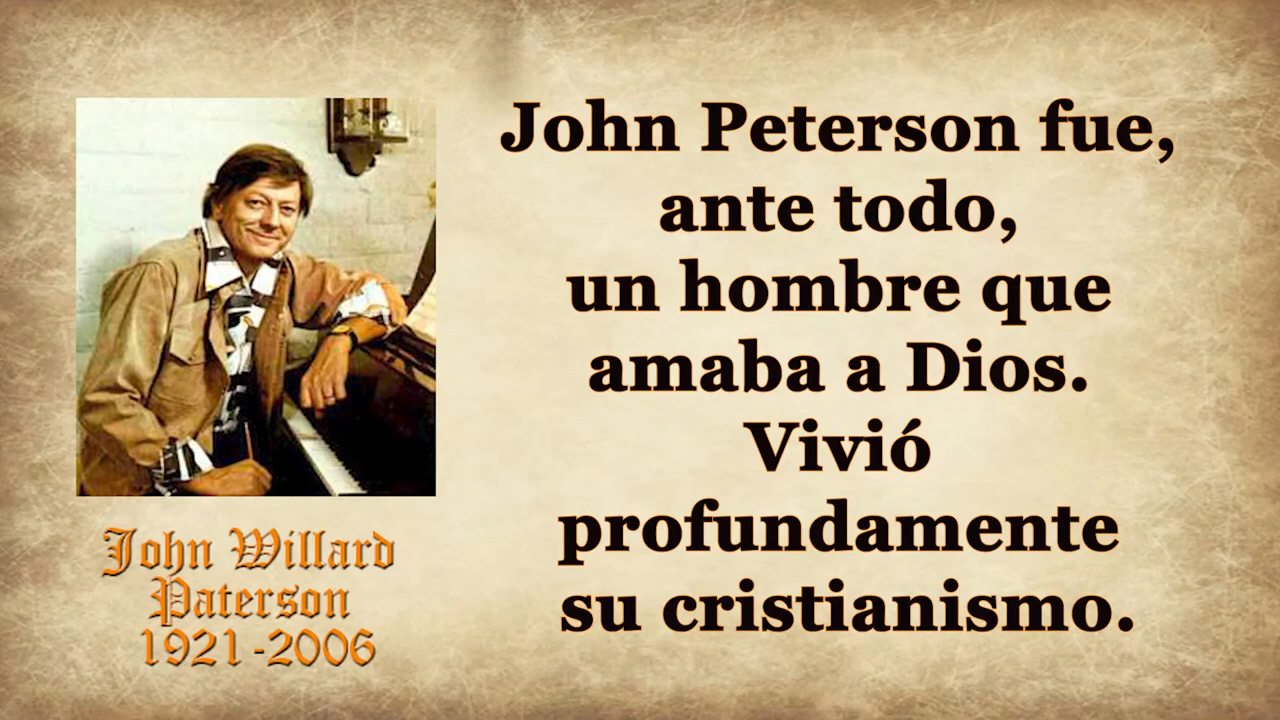 John Peterson fue,
ante todo,
un hombre que
amaba a Dios.
Vivió
profundamente
su cristianismo.
John Willard
Paterson
1921-2006